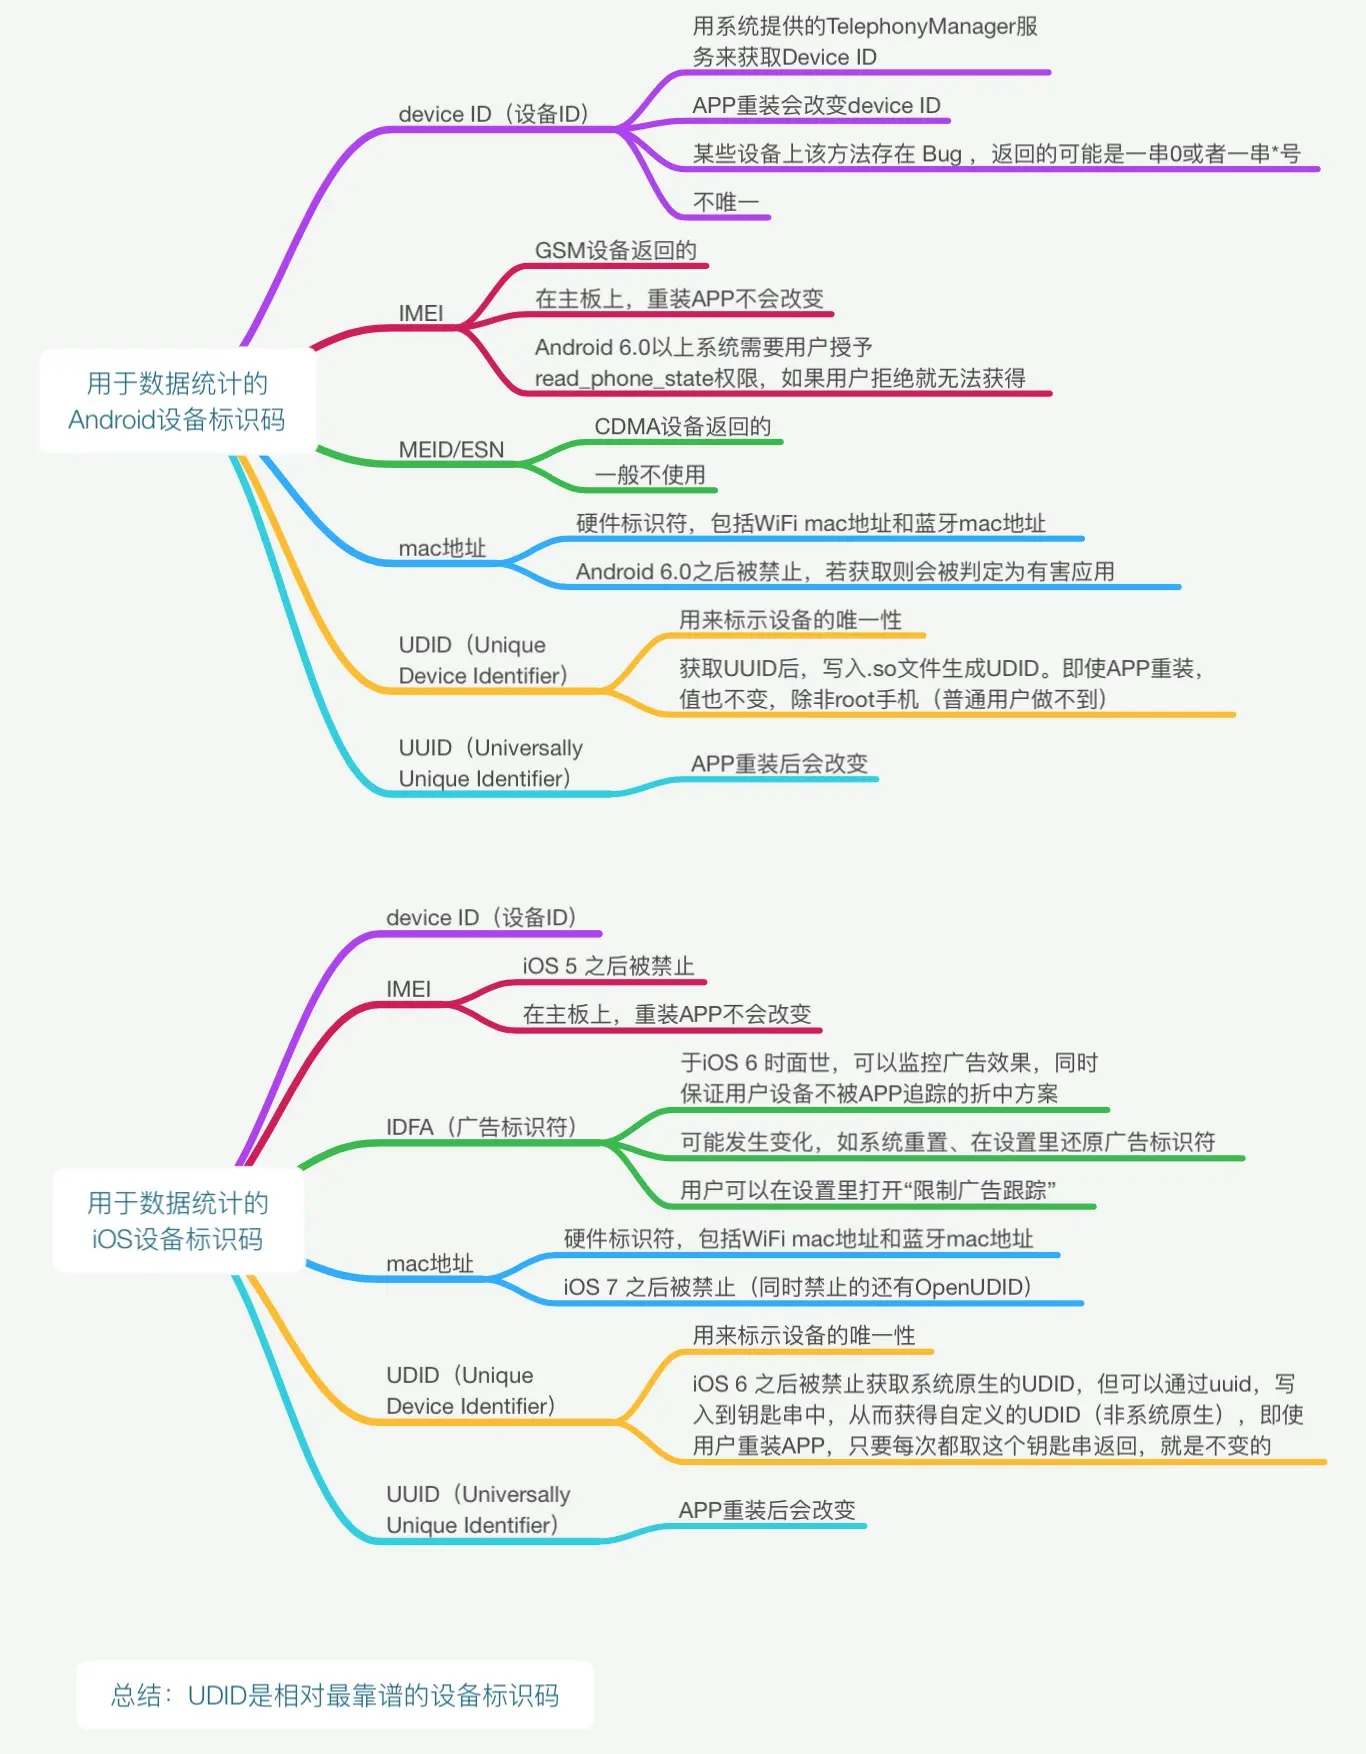 用系统提供的TelephonyManager服
务来获取Device ID
device ID（设备ID）
APP重装会改变device ID
某些设备上该方法存在 Bug ，返回的可能是一串0或者一串*号
不唯一
GSM设备返回的
IMEI
在主板上，重装APP不会改变
Android 6.0以上系统需要用户授予
read_phone_state权限，如果用户拒绝就无法获得
用于数据统计的
Android设备标识码
MEID/ESN
CDMA设备返回的
一般不使用
mac地址
硬件标识符，包括WiFi mac地址和蓝牙mac地址
Android 6.0之后被禁止，若获取则会被判定为有害应用
UDID（Unique
Device Identifier）
用来标示设备的唯一性
获取UUID后，写入.so文件生成UDID。即使APP重装，
值也不变，除非root手机（普通用户做不到）
UUID（Universally
Unique Identifier）
APP重装后会改变
device ID（设备ID）
IMEI
iOS 5 之后被禁止
在主板上，重装APP不会改变
IDFA（广告标识符）
于iOS 6 时面世，可以监控广告效果，同时
保证用户设备不被APP追踪的折中方案
可能发生变化，如系统重置、在设置里还原广告标识符
用户可以在设置里打开“限制广告跟踪”
用于数据统计的
iOS设备标识码
mac地址
硬件标识符，包括WiFi mac地址和蓝牙mac地址
iOS 7 之后被禁止（同时禁止的还有OpenUDID）
UDID（Unique
Device Identifier）
用来标示设备的唯一性
iOS 6 之后被禁止获取系统原生的UDID，但可以通过uuid，写
入到钥匙串中，从而获得自定义的UDID（非系统原生），即使
用户重装APP，只要每次都取这个钥匙串返回，就是不变的
UUID（Universally
Unique Identifier）
APP重装后会改变
总结：UDID是相对最靠谱的设备标识码